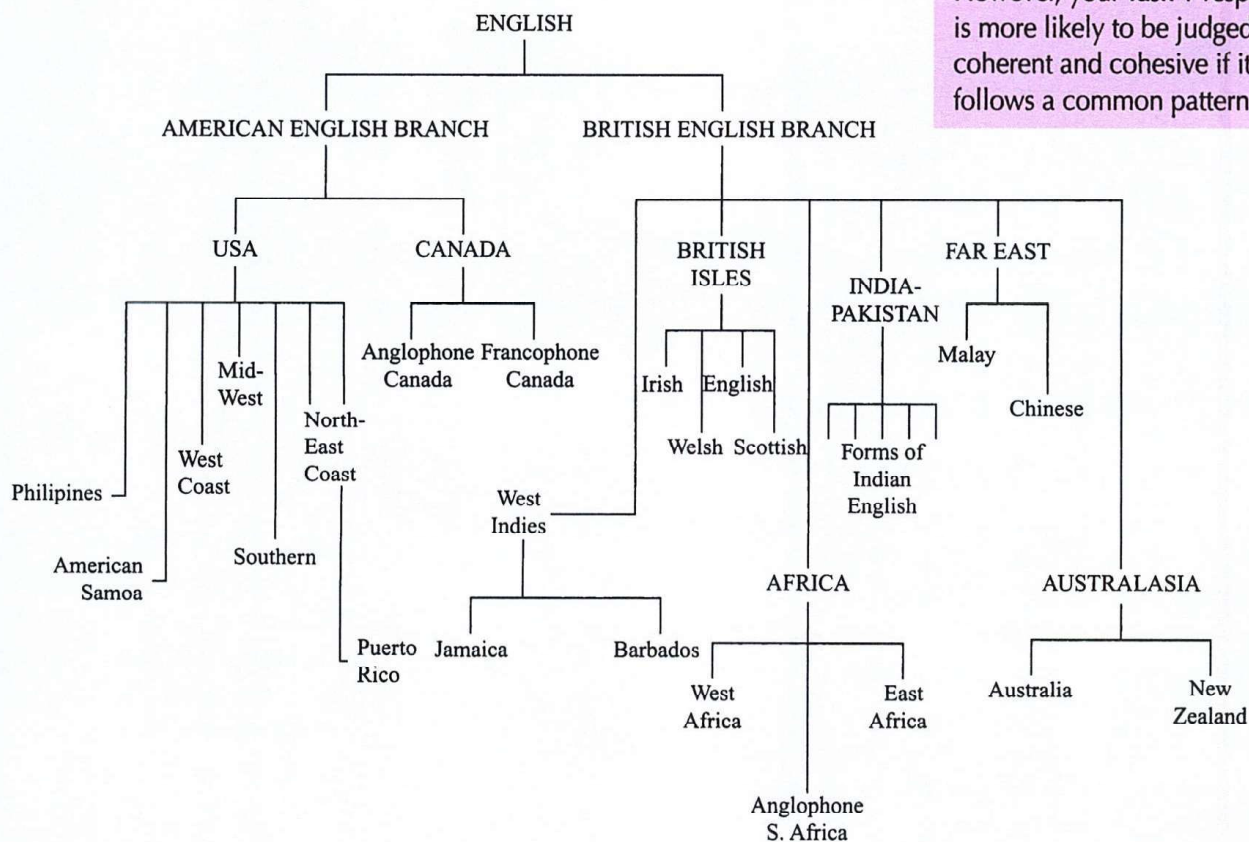 However, your Task 1 resp
is more likely to be judged
coherent and cohesive if it
follows a common pattern
ENGLISH
AMERICAN ENGLISH BRANCH
BRITISH ENGLISH BRANCH
USA
CANADA
BRITISH
ISLES
INDIA-
PAKISTAN
FAR EAST
Anglophone
Canada
Francophone
Canada
Mid-
West
North-
East
Coast
West
Coast
Philipines
American
Samoa
Southern
Puerto
Rico
Irish
English
Welsh
Scottish
Forms of
Indian
English
Malay
Chinese
West
Indies
Jamaica
Barbados
AFRICA
AUSTRALASIA
West
Africa
East
Africa
Anglophone
S. Africa
Australia
New
Zealand